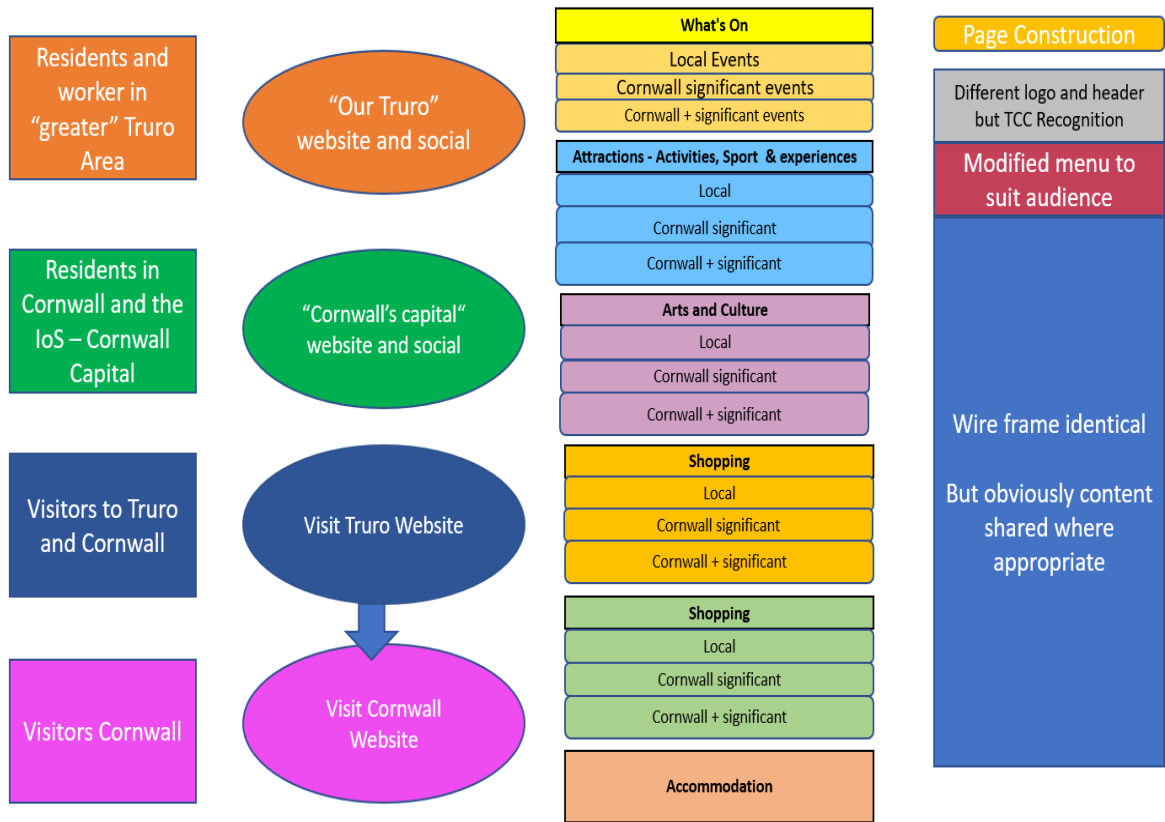 Residents and
worker in
“greater” Truro
Area
Residents in
Cornwall and the
IoS – Cornwall
Capital
Visitors to Truro
and Cornwall
Visitors Cornwall
“Our Truro”
website and social
“Cornwall’s capital“
website and social
Visit Truro Website
Visit Cornwall
Website
What's On
Local Events
Cornwall significant events
Cornwall + significant events
Attractions - Activities, Sport & experiences
Local
Cornwall significant
Cornwall + significant
Arts and Culture
Local
Cornwall significant
Cornwall + significant
Shopping
Local
Cornwall significant
Cornwall + significant
Shopping
Local
Cornwall significant
Cornwall + significant
Accommodation
Page Construction
Different logo and header
but TCC Recognition
Modified menu to
suit audience
Wire frame identical
But obviously content
shared where
appropriate